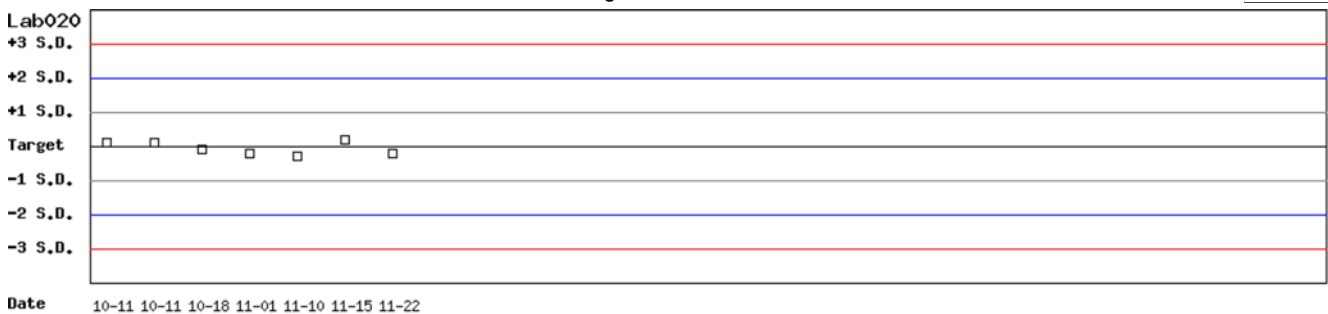 Lab020
+3 S.D.
+2 S.D.
+1 S.D.
Target
-1 S.D.
-2 S.D.
-3 S.D.
Date 10-11 10-11 10-18 11-01 11-10 11-15 11-22